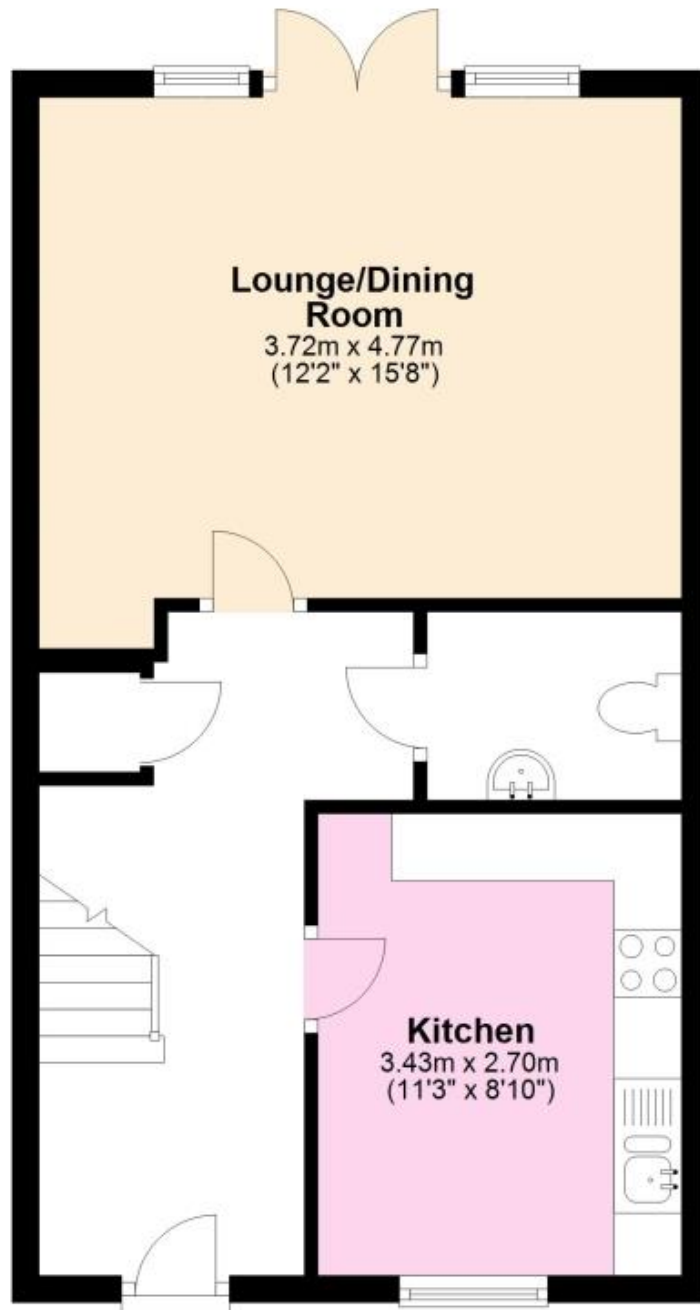 Lounge/Dining
Room
3.72m x 4.77m
(12'2" x 15'8")
Kitchen
3.43m x 2.70m
(11'3" x 8'10")